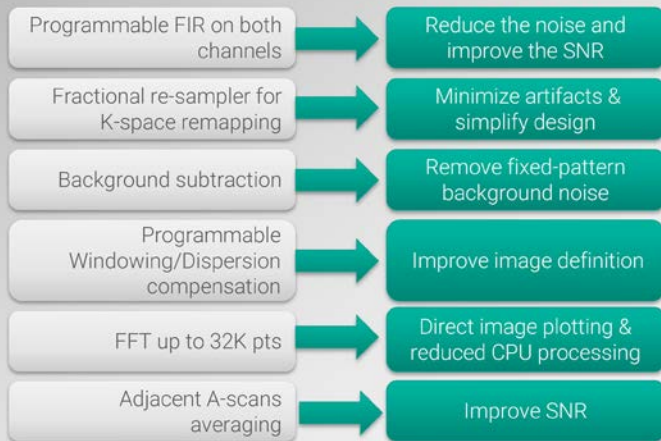 Programmable FIR on both
channels
Reduce the noise and
improve the SNR
Fractional re-sampler for
K-space remapping
Minimize artifacts &
simplify design
Background subtraction
Remove fixed-pattern
background noise
Programmable
Windowing/Dispersion
compensation
Improve image definition
FFT up to 32K pts
Direct image plotting &
reduced CPU processing
Adjacent A-scans
averaging
Improve SNR